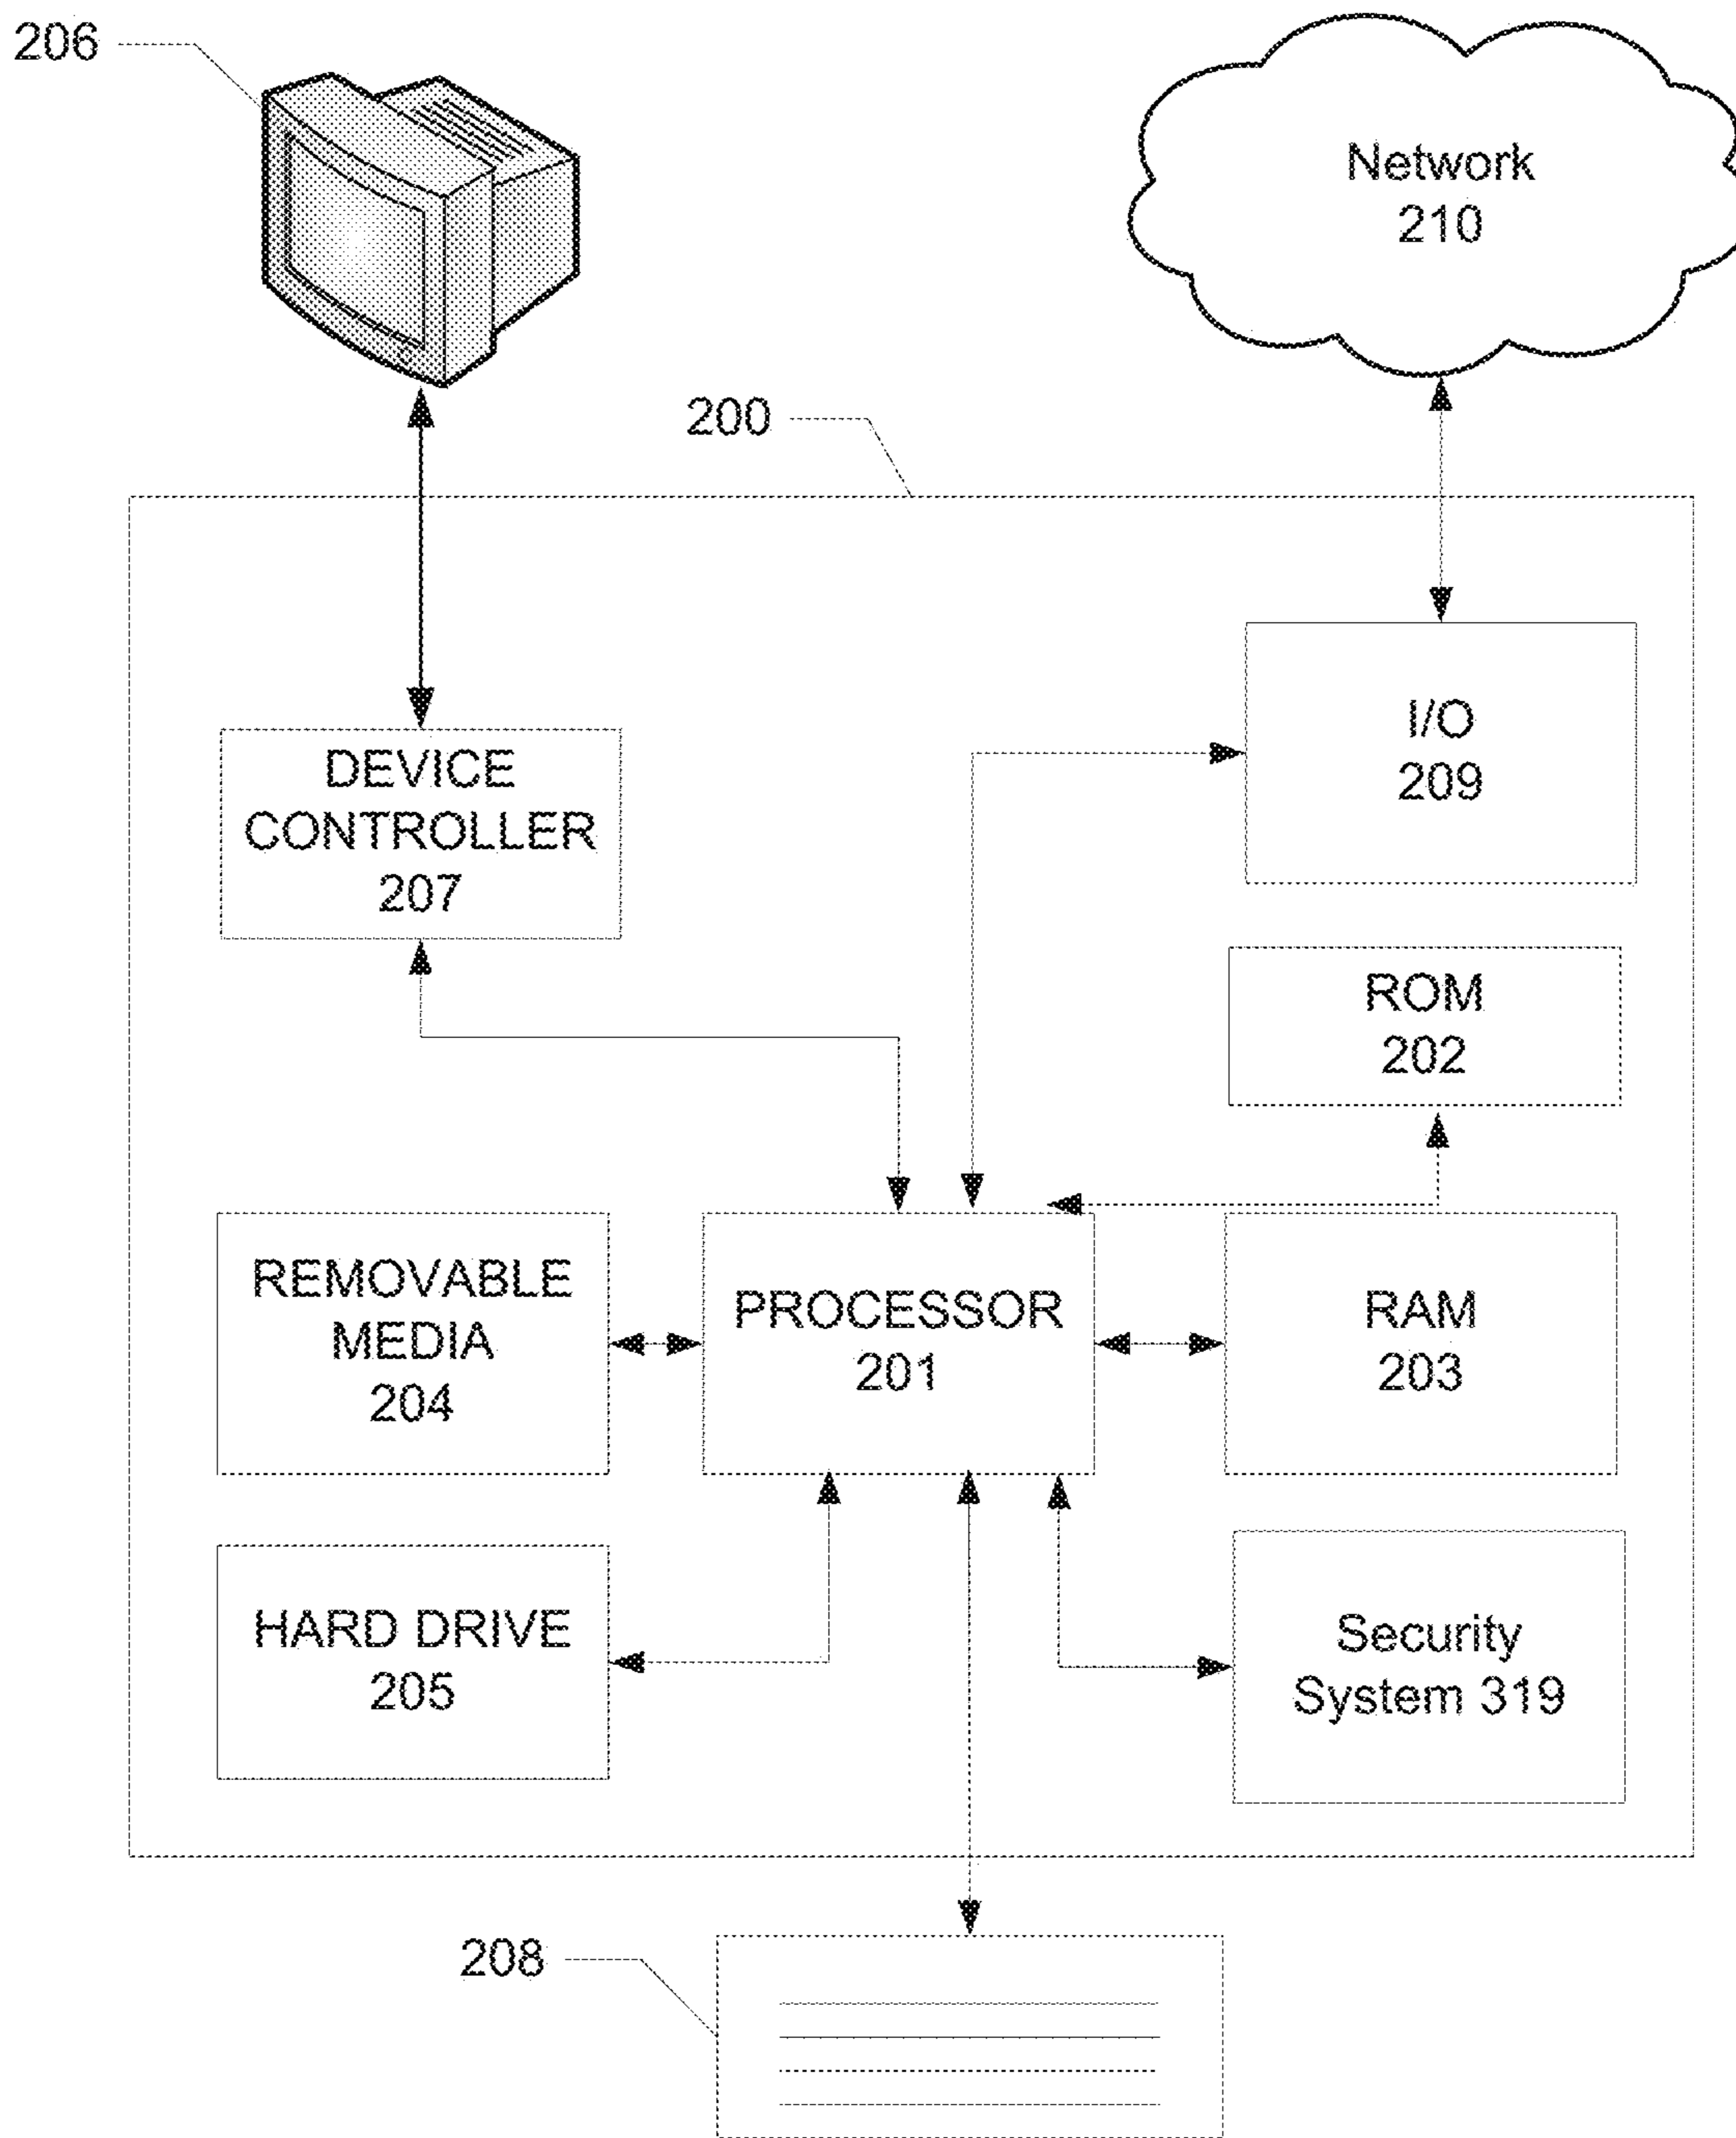 206
Network
210
200
I/O
209
DEVICE
CONTROLLER
207
ROM
202
REMOVABLE
MEDIA
204
PROCESSOR
201
RAM
203
HARD DRIVE
205
Security
System 319
208